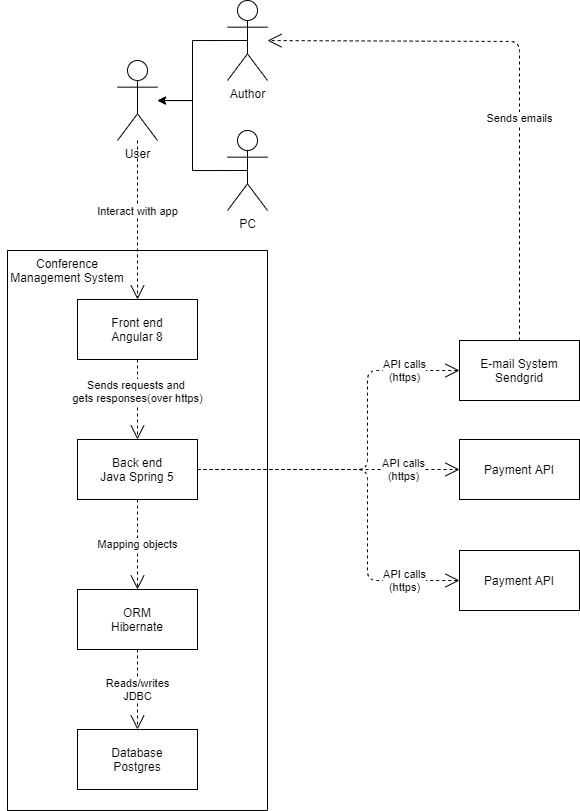 Author
Sends emails
User
PC
Interact with app
Conference
Management System
Front end
Angular 8
Sends requests and
gets responses(over https)
Back end
Java Spring 5
Mapping objects
ORM
Hibernate
Reads/writes
JDBC
Database
Postgres
API calls
(https)
E-mail System
Sendgrid
API calls
(https)
Payment API
API calls
(https)
Payment API